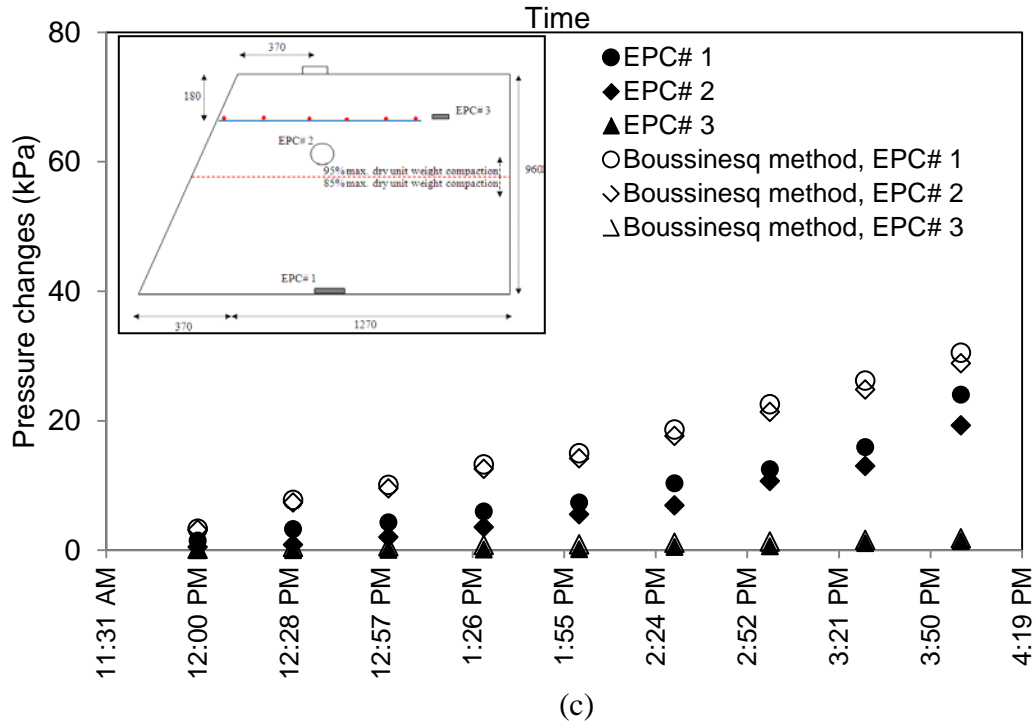 Time
80
60
40
20
0
Pressure changes (kPa)
370
180
EPC# 3
EPC# 2
95% max. dry unit weight compaction
85% max. dry unit weight compaction
960
EPC# 1
370
1270
EPC# 1
EPC# 2
EPC# 3
Boussinesq method, EPC# 1
Boussinesq method, EPC# 2
Boussinesq method, EPC# 3
11:31 AM
12:00 PM
12:28 PM
12:57 PM
1:26 PM
1:55 PM
2:24 PM
2:52 PM
3:21 PM
3:50 PM
4:19 PM
(c)